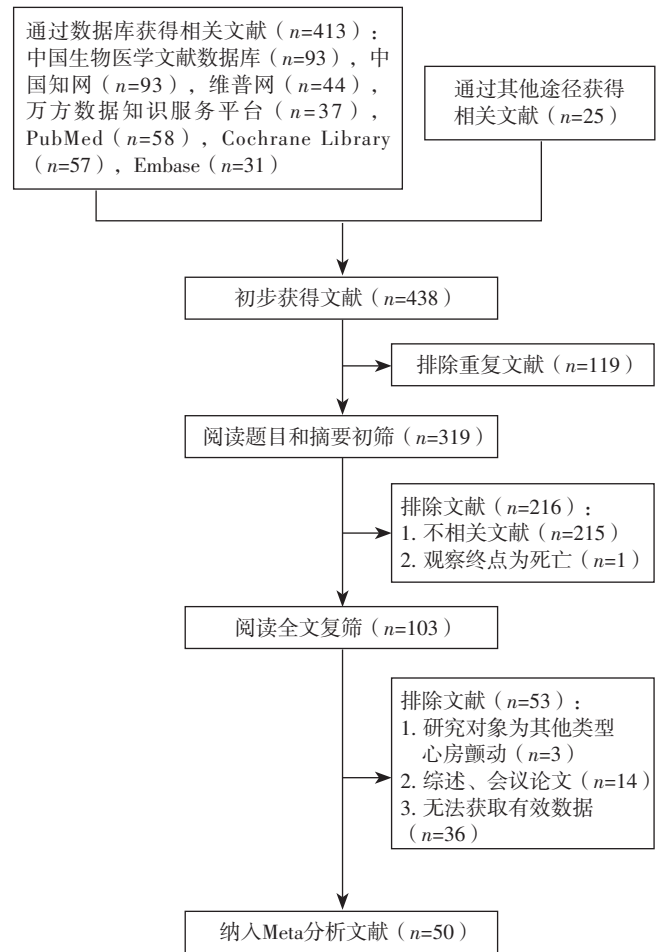 通过数据库获得相关文献（n=413）：
中国生物医学文献数据库（n=93），中
国知网（n=93），维普网（n=44），
万方数据知识服务平台（n=37），
PubMed（n=58），Cochrane Library
（n=57），Embase（n=31）
通过其他途径获得
相关文献（n=25）
初步获得文献（n=438）
排除重复文献（n=119）
阅读题目和摘要初筛（n=319）
排除文献（n=216）：
1. 不相关文献（n=215）
2. 观察终点为死亡（n=1）
阅读全文复筛（n=103）
排除文献（n=53）：
1. 研究对象为其他类型
心房颤动（n=3）
2. 综述、会议论文（n=14）
3. 无法获取有效数据
（n=36）
纳入Meta分析文献（n=50）